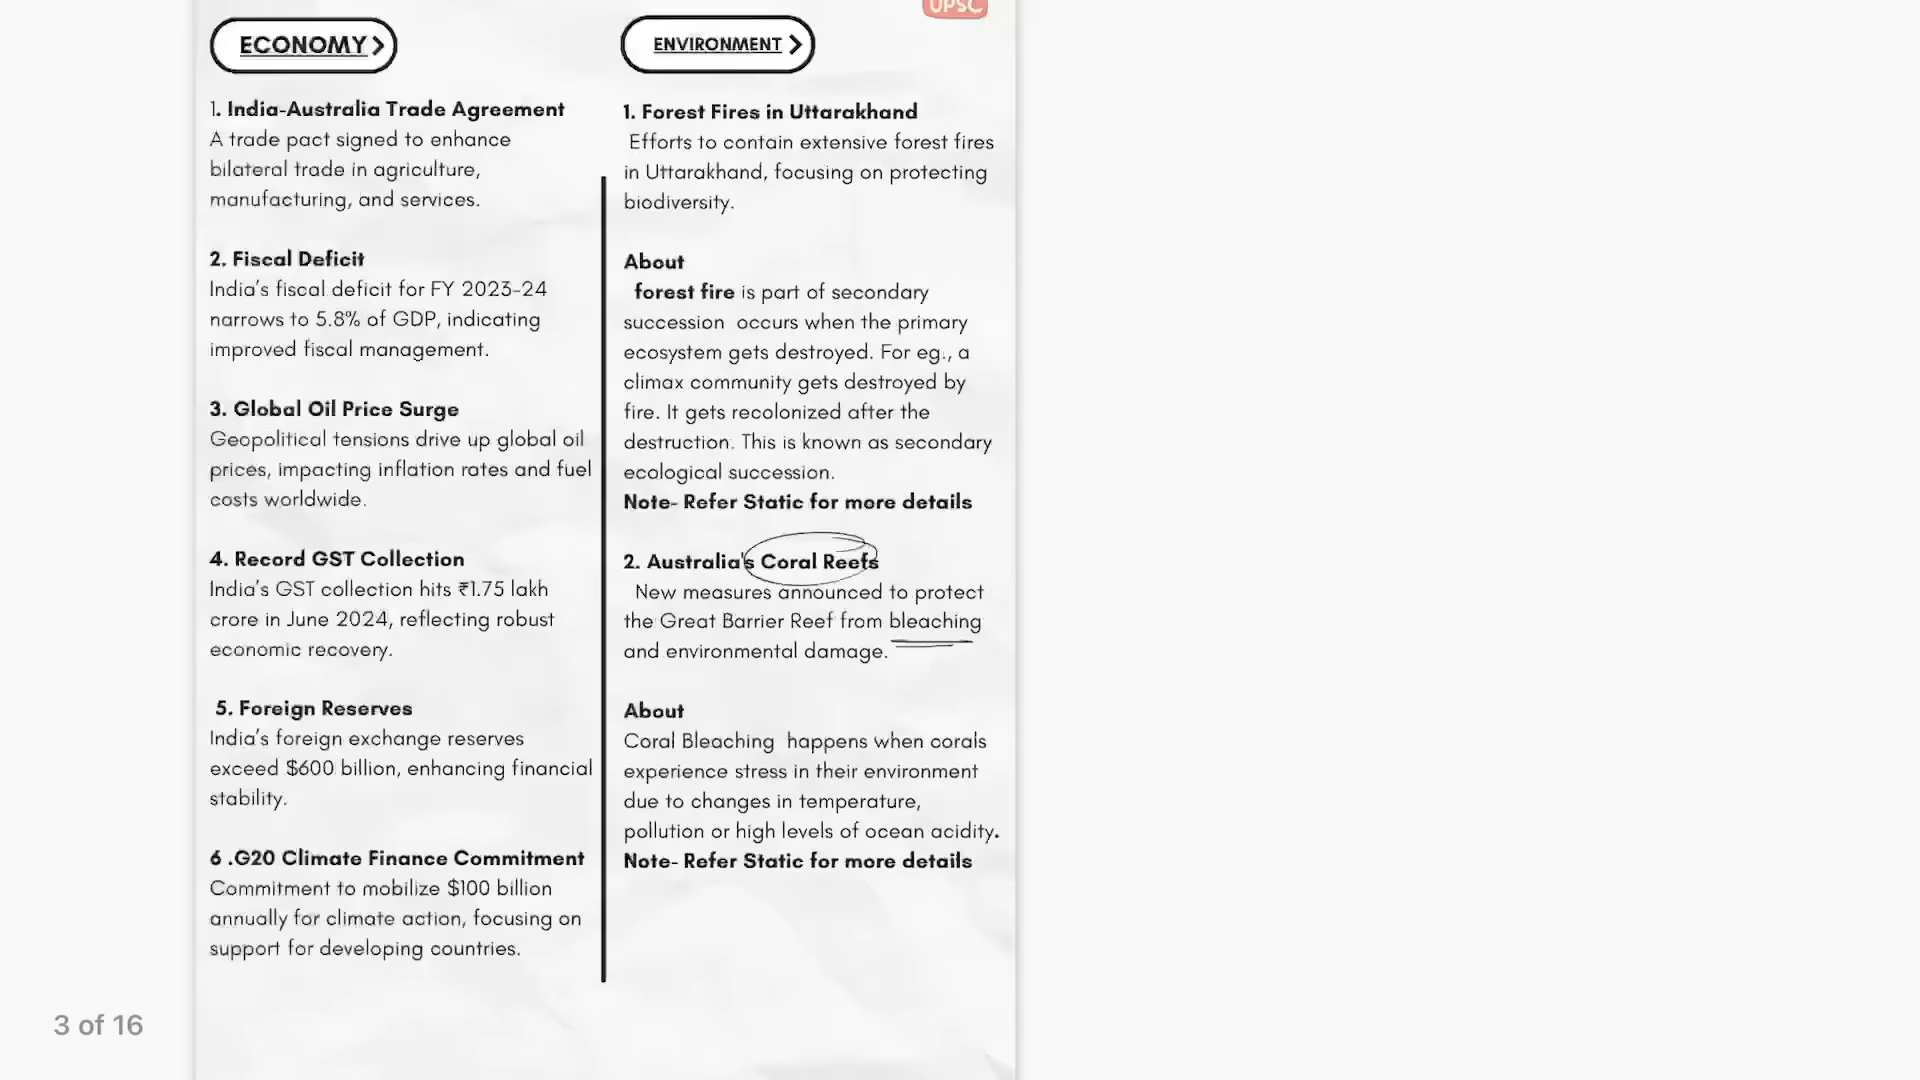 UPSC
ECONOMY
1. India-Australia Trade Agreement
A trade pact signed to enhance
bilateral trade in agriculture,
manufacturing, and services.
2. Fiscal Deficit
India's fiscal deficit for FY 2023-24
narrows to 5.8% of GDP, indicating
improved fiscal management.
3. Global Oil Price Surge
Geopolitical tensions drive up global oil
prices, impacting inflation rates and fuel
costs worldwide.
4. Record GST Collection
India's GST collection hits ₹1.75 lakh
crore in June 2024, reflecting robust
economic recovery.
5. Foreign Reserves
India's foreign exchange reserves
exceed $600 billion, enhancing financial
stability.
6 .G20 Climate Finance Commitment
Commitment to mobilize $100 billion
annually for climate action, focusing on
support for developing countries.
ENVIRONMENT
1. Forest Fires in Uttarakhand
Efforts to contain extensive forest fires
in Uttarakhand, focusing on protecting
biodiversity.
About
forest fire is part of secondary
succession occurs when the primary
ecosystem gets destroyed. For eg., a
climax community gets destroyed by
fire. It gets recolonized after the
destruction. This is known as secondary
ecological succession.
Note- Refer Static for more details
2. Australia's Coral Reefs
New measures announced to protect
the Great Barrier Reef from bleaching
and environmental damage.
About
Coral Bleaching happens when corals
experience stress in their environment
due to changes in temperature,
pollution or high levels of ocean acidity.
Note- Refer Static for more details
3 of 16